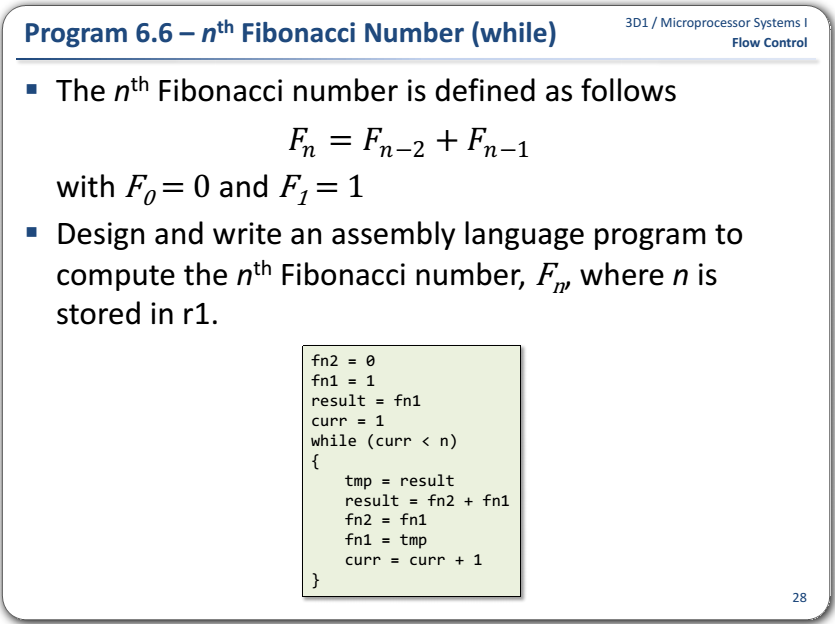 Program 6.6 – nth Fibonacci Number (while)
3D1 / Microprocessor Systems I
Flow Control
▪ The nth Fibonacci number is defined as follows
Fn = Fn−2 + Fn−1
with F0 = 0 and F1 = 1
▪ Design and write an assembly language program to
compute the nth Fibonacci number, Fn, where n is
stored in r1.
fn2 = 0
fn1 = 1
result = fn1
curr = 1
while (curr < n)
{
    tmp = result
    result = fn2 + fn1
    fn2 = fn1
    fn1 = tmp
    curr = curr + 1
}
28